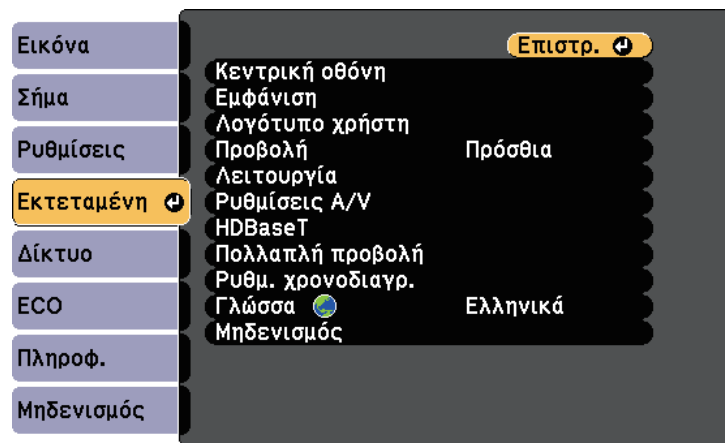 Εικόνα
Σήμα
Ρυθμίσεις
Εκτεταμένη
Δίκτυο
ECO
Πληροφ.
Μηδενισμός
Επιστρ.
Κεντρική οθόνη
Εμφάνιση
Λογότυπο χρήστη
Προβολή Πρόσθια
Λειτουργία
Ρυθμίσεις A/V
HDBaseT
Πολλαπλή προβολή
Ρυθμ. χρονοδιαγρ.
Γλώσσα Ελληνικά
Μηδενισμός